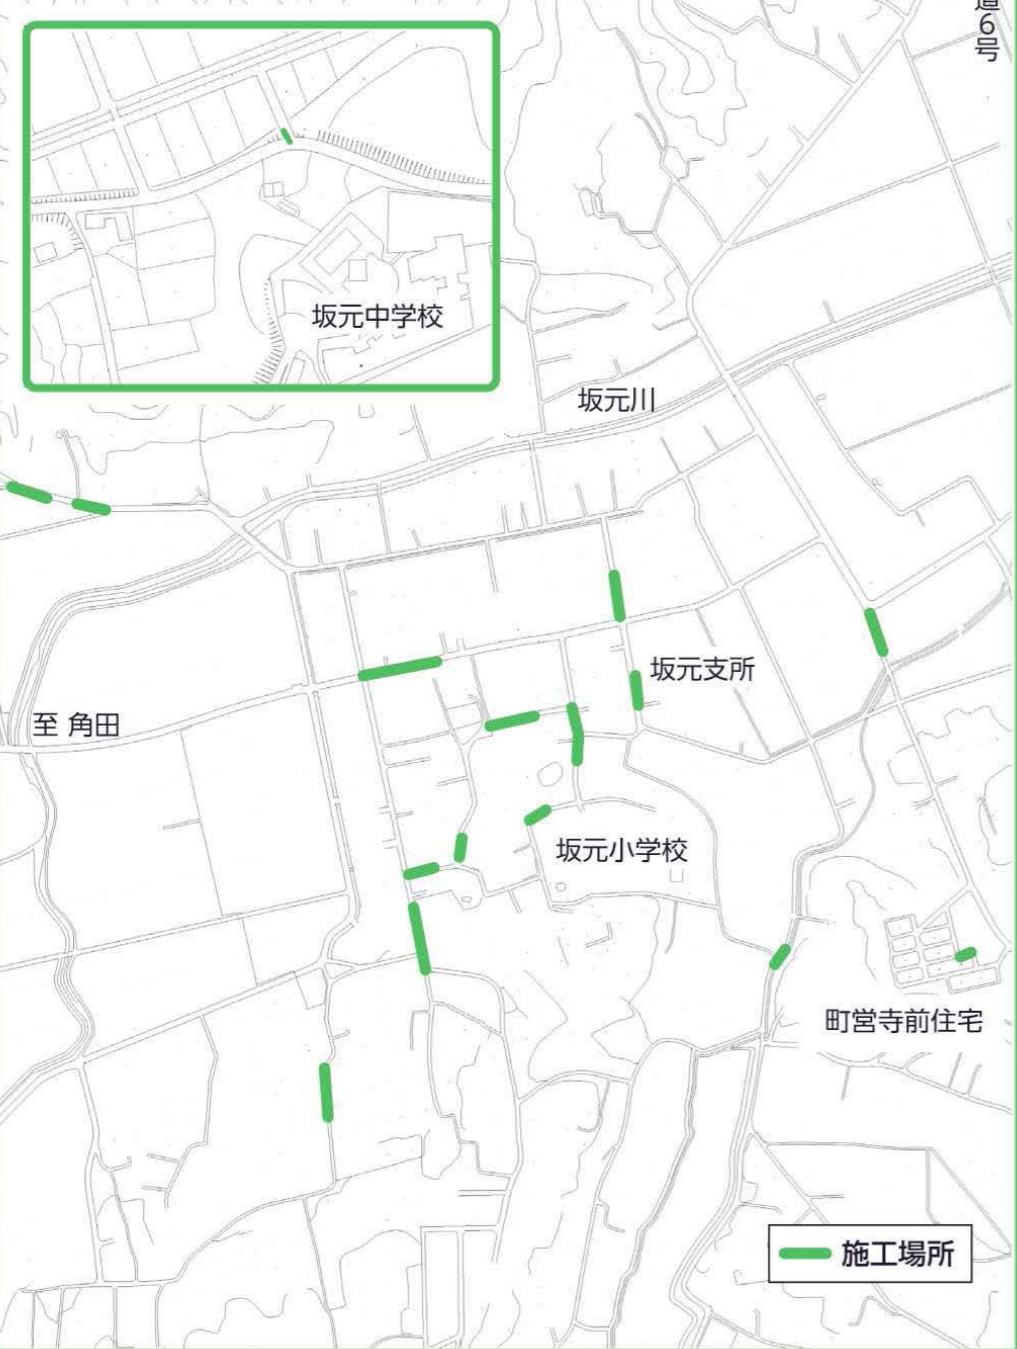 道6号
坂元中学校
坂元川
坂元支所
至 角田
坂元小学校
町営寺前住宅
施工場所